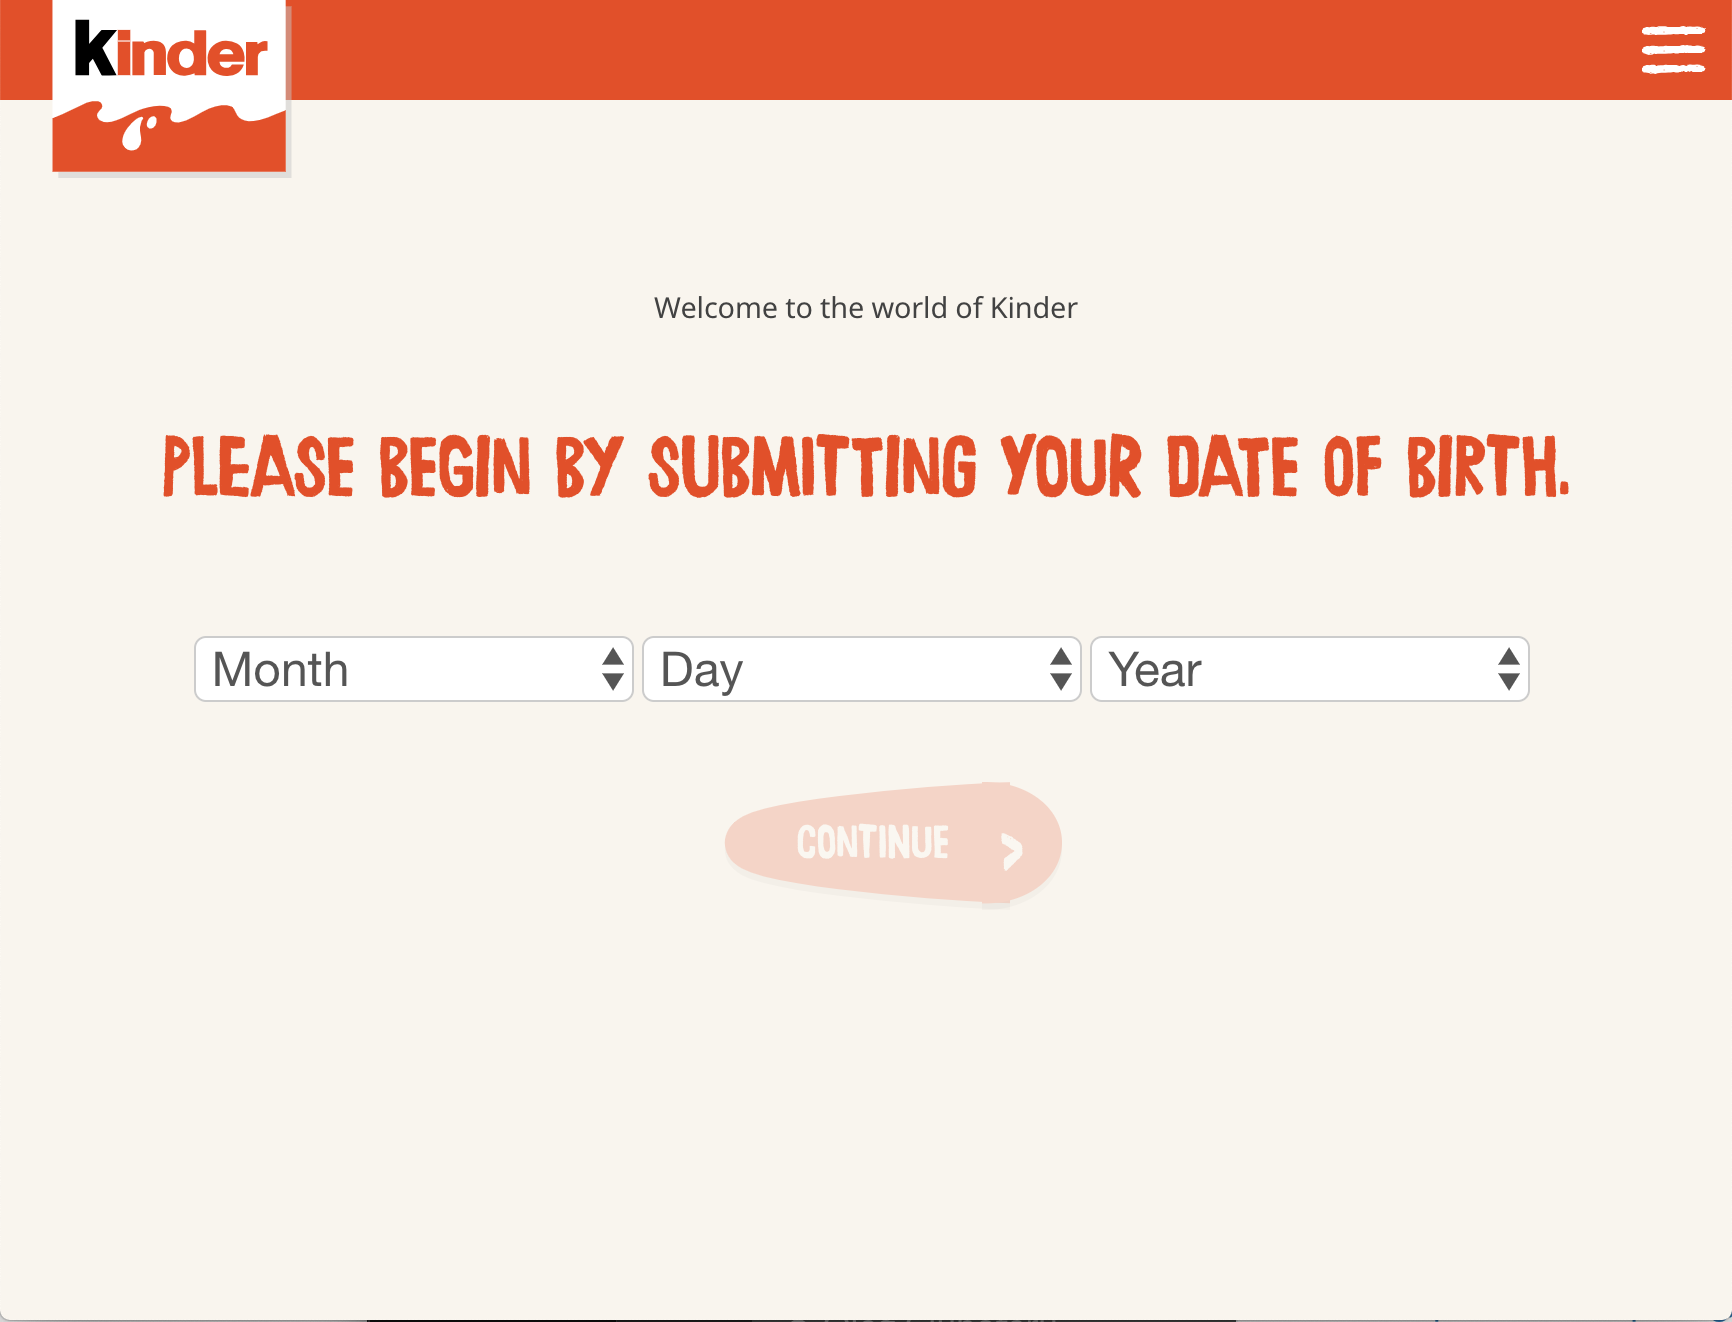 kinder
Welcome to the world of Kinder
PLEASE BEGIN BY SUBMITTING YOUR DATE OF BIRTH.
Month Day Year
CONTINUE >